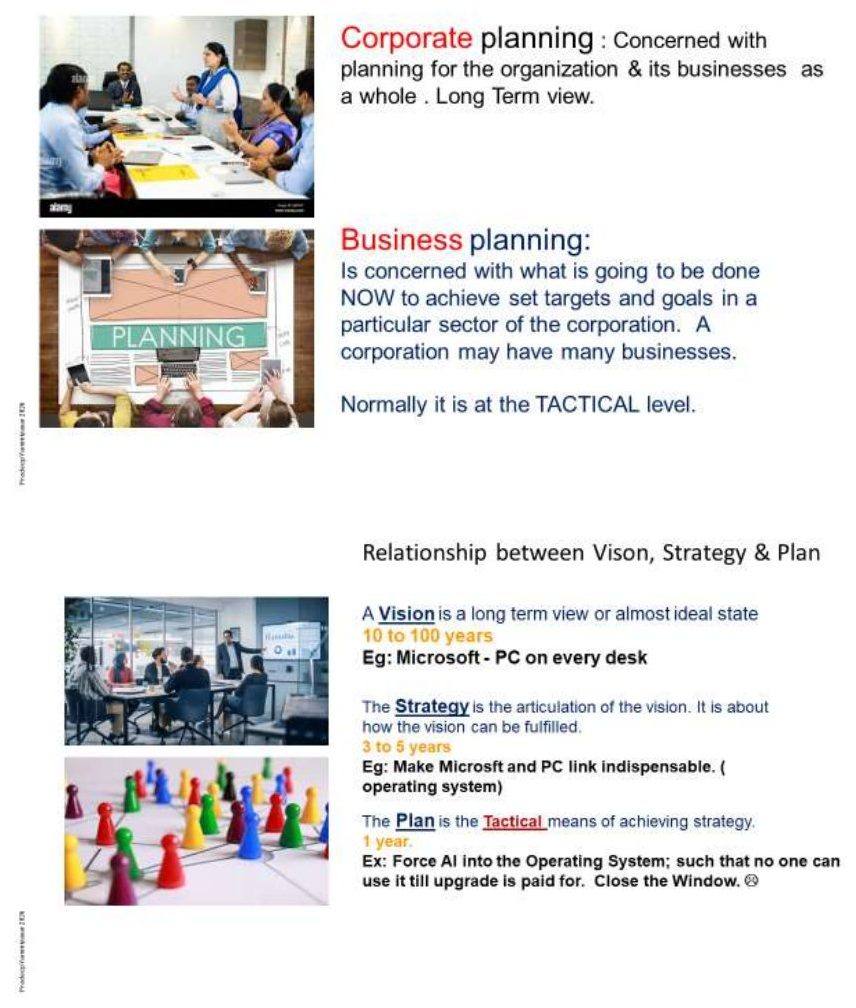 Corporate planning : Concerned with
planning for the organization & its businesses as
a whole . Long Term view.
alamy
Business planning:
Is concerned with what is going to be done
NOW to achieve set targets and goals in a
particular sector of the corporation. A
corporation may have many businesses.
PLANNING
Normally it is at the TACTICAL level.
Relationship between Vison, Strategy & Plan
A Vision is a long term view or almost ideal state
10 to 100 years
Eg: Microsoft - PC on every desk
The Strategy is the articulation of the vision. It is about
how the vision can be fulfilled.
3 to 5 years
Eg: Make Microsft and PC link indispensable. (
operating system)
The Plan is the Tactical means of achieving strategy.
1 year.
Ex: Force AI into the Operating System; such that no one can
use it till upgrade is paid for. Close the Window. ☹